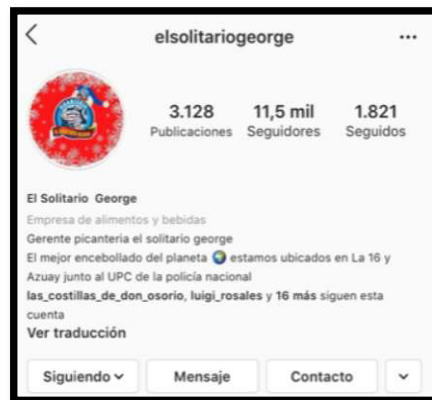 elsolitariogeorge
3.128
Publicaciones
11,5 mil
Seguidores
1.821
Seguidos
El Solitario George
Empresa de alimentos y bebidas
Gerente picanteria el solitario george
El mejor encebollado del planeta 🌍 estamos ubicados en La 16 y
Azuay junto al UPC de la policía nacional
las_costillas_de_don_osorio, luigi_rosales y 16 más siguen esta
cuenta
Ver traducción
Siguiendo
Mensaje
Contacto